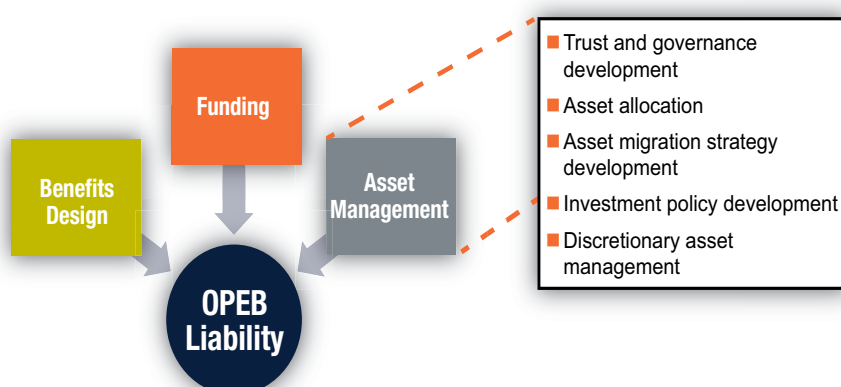 Funding
Benefits
Design
Asset
Management
OPEB
Liability
Trust and governance
development
Asset allocation
Asset migration strategy
development
Investment policy development
Discretionary asset
management